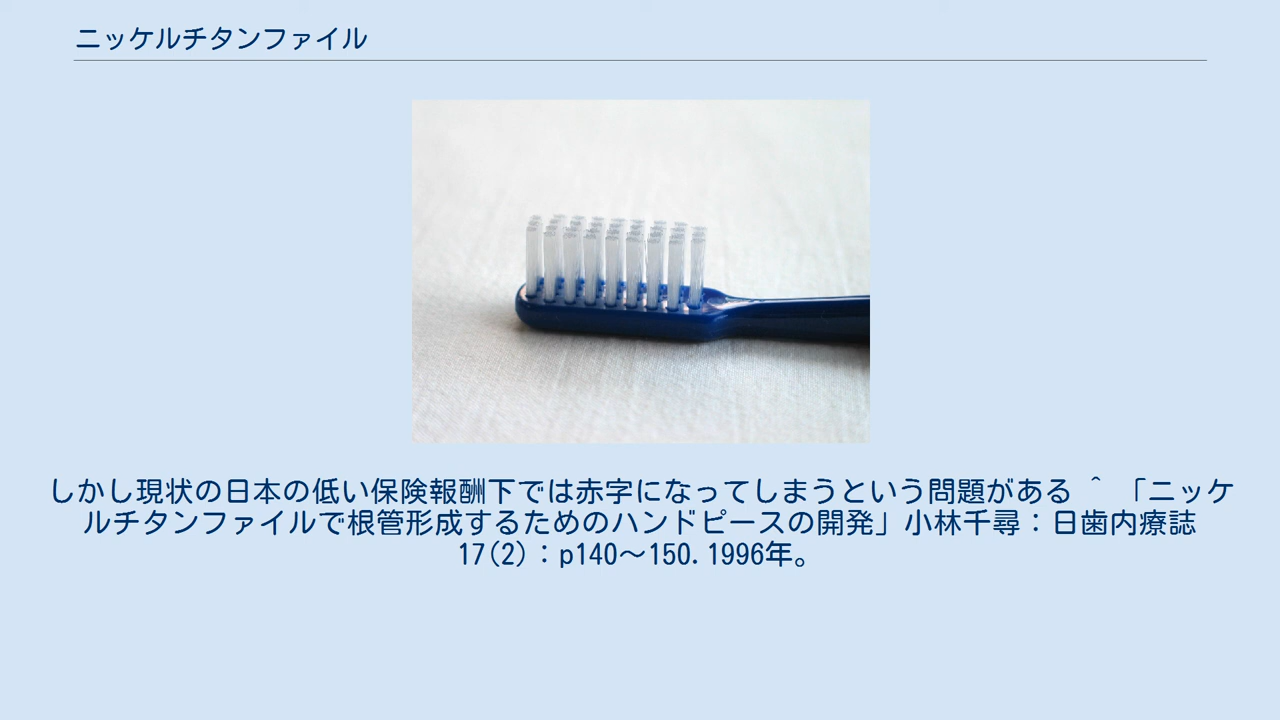 ニッケルチタンファイル
しかし現状の日本の低い保険報酬下では赤字になってしまうという問題がある ^ 「ニッケ
ルチタンファイルで根管形成するためのハンドピースの開発」小林千尋：日歯内療誌
17(2)：p140～150.1996年。